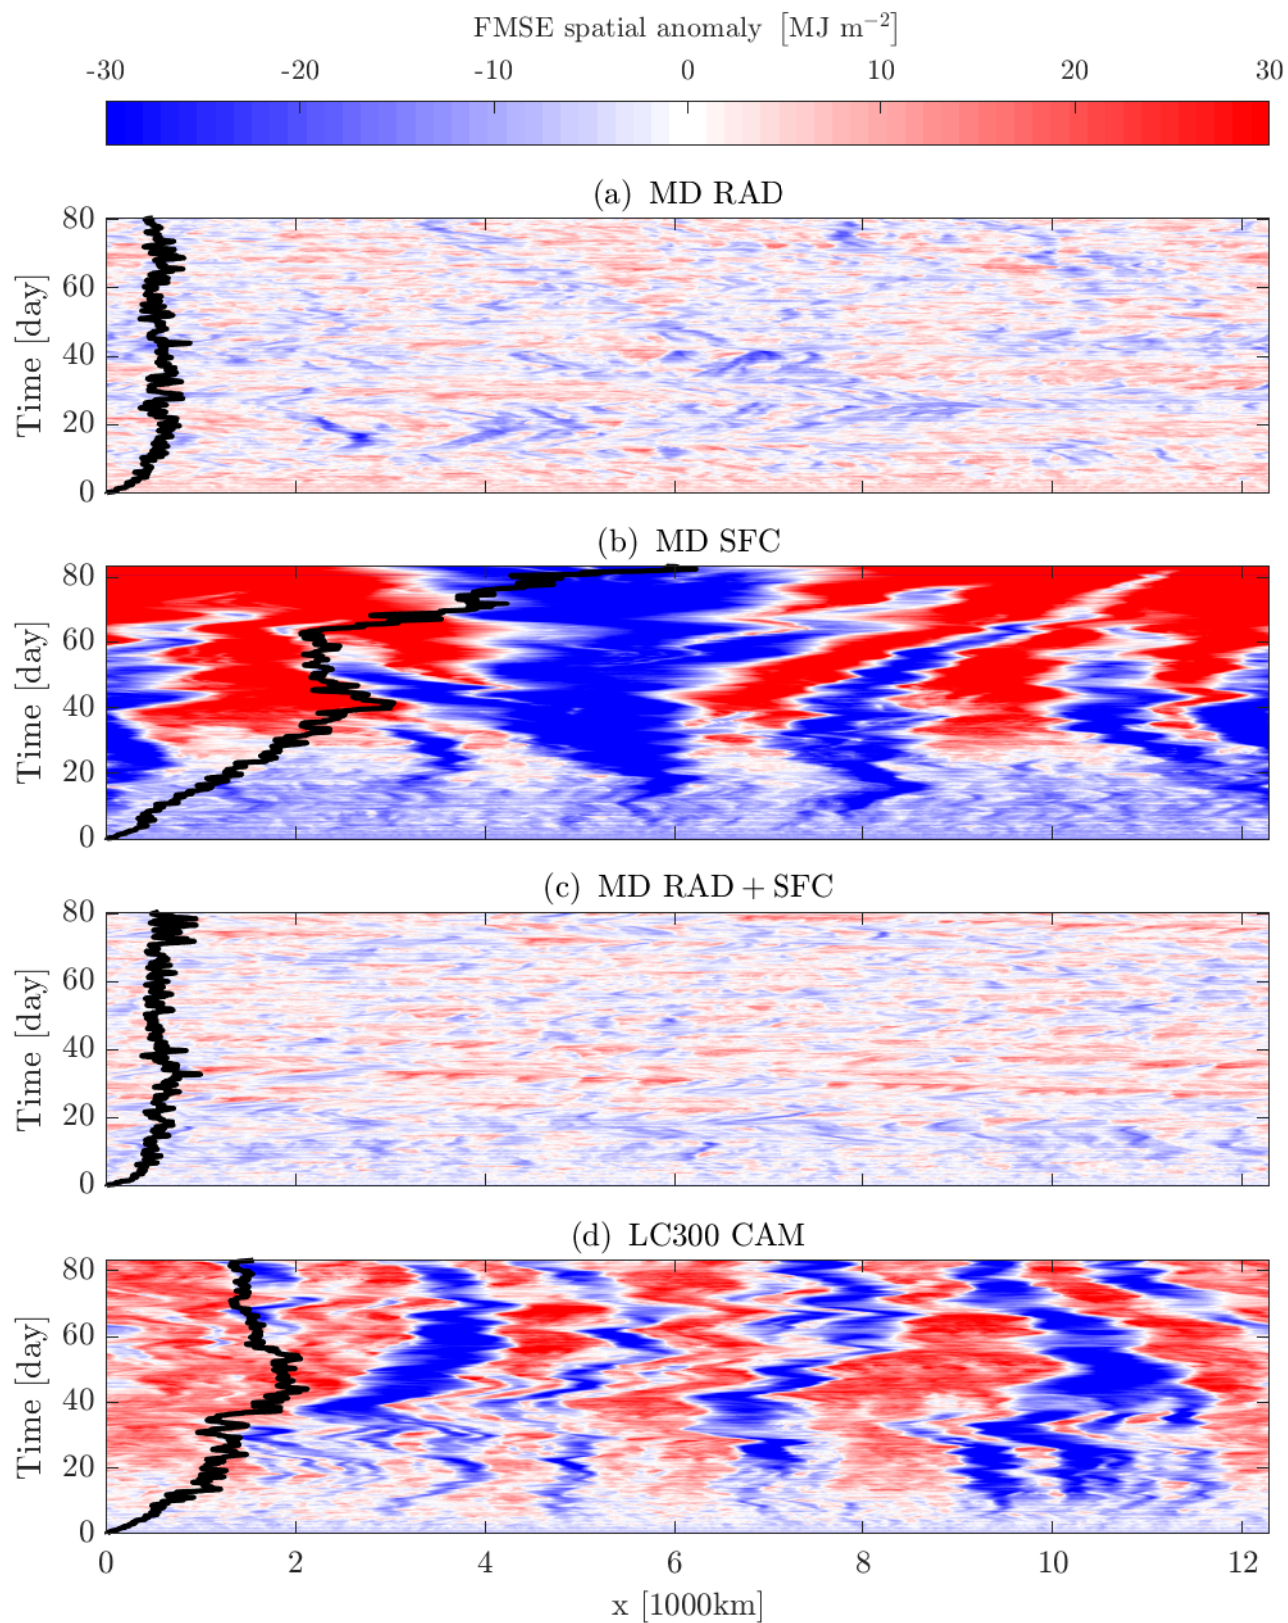 FMSE spatial anomaly [MJ m−2]
-30 -20 -10 0 10 20 30
(a) MD RAD
80
60
40
20
0
Time [day]
(b) MD SFC
80
60
40
20
0
Time [day]
(c) MD RAD + SFC
80
60
40
20
0
Time [day]
(d) LC300 CAM
80
60
40
20
0
Time [day]
0 2 4 6 8 10 12
x [1000km]